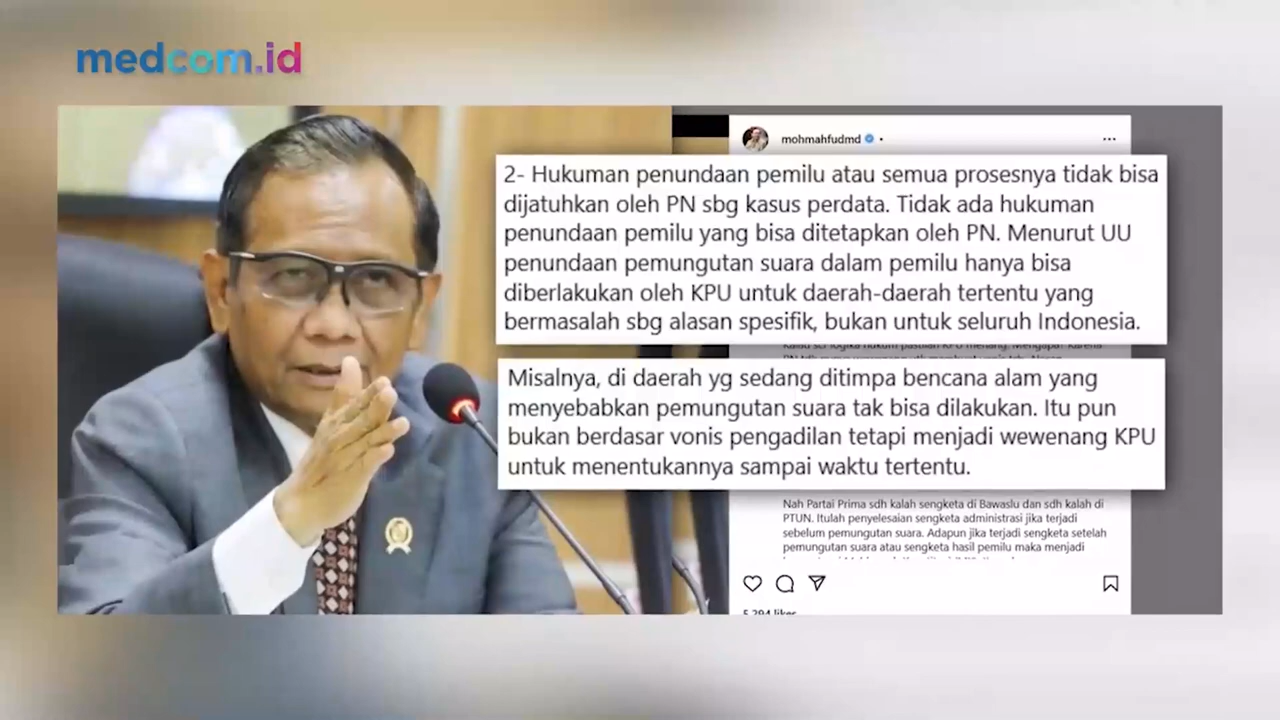 medcom.id
mohmahfudmd
2- Hukuman penundaan pemilu atau semua prosesnya tidak bisa
dijatuhkan oleh PN sbg kasus perdata. Tidak ada hukuman
penundaan pemilu yang bisa ditetapkan oleh PN. Menurut UU
penundaan pemungutan suara dalam pemilu hanya bisa
diberlakukan oleh KPU untuk daerah-daerah tertentu yang
bermasalah sbg alasan spesifik, bukan untuk seluruh Indonesia.
Misalnya, di daerah yg sedang ditimpa bencana alam yang
menyebabkan pemungutan suara tak bisa dilakukan. Itu pun
bukan berdasar vonis pengadilan tetapi menjadi wewenang KPU
untuk menentukannya sampai waktu tertentu.
Nah Partai Prima sdh kalah sengketa di Bawaslu dan sdh kalah di
PTUN. Itulah penyelesaian sengketa administrasi jika terjadi
sebelum pemungutan suara. Adapun jika terjadi sengketa setelah
pemungutan suara atau sengketa hasil pemilu maka menjadi
5.294 likes